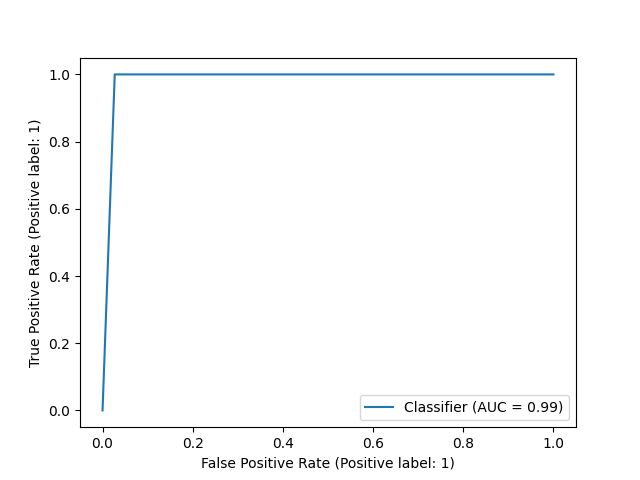 1.0
0.8
0.6
0.4
0.2
0.0
True Positive Rate (Positive label: 1)
Classifier (AUC = 0.99)
0.0 0.2 0.4 0.6 0.8 1.0
False Positive Rate (Positive label: 1)